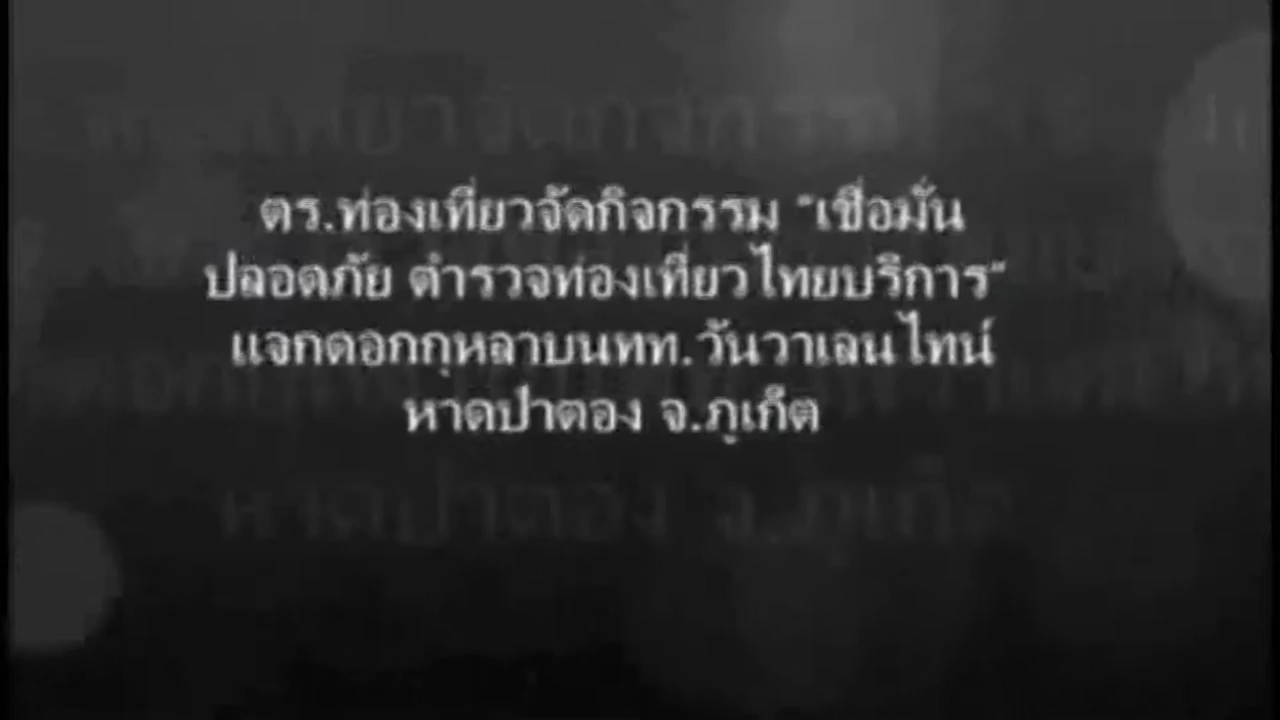 ตร.ท่องเที่ยวจัดกิจกรรม "เชื่อมั่น
ปลอดภัย ตำรวจท่องเที่ยวไทยบริการ"
แจกดอกกุหลาบนทท.วันวาเลนไทน์
หาดป่าตอง จ.ภูเก็ต